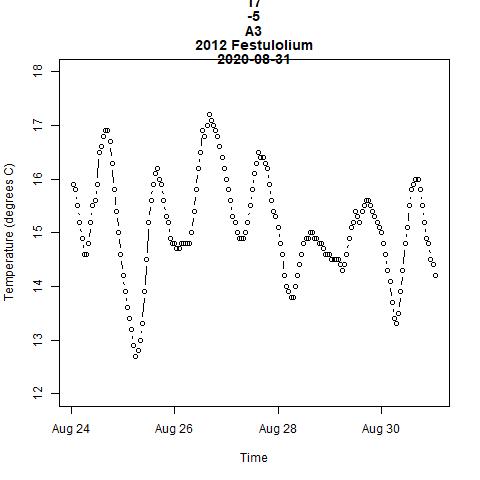 17
-5
A3
2012 Festulolium
2020-08-31
Temperature (degrees C)
18
17
16
15
14
13
12
Aug 24
Aug 26
Aug 28
Aug 30
Time